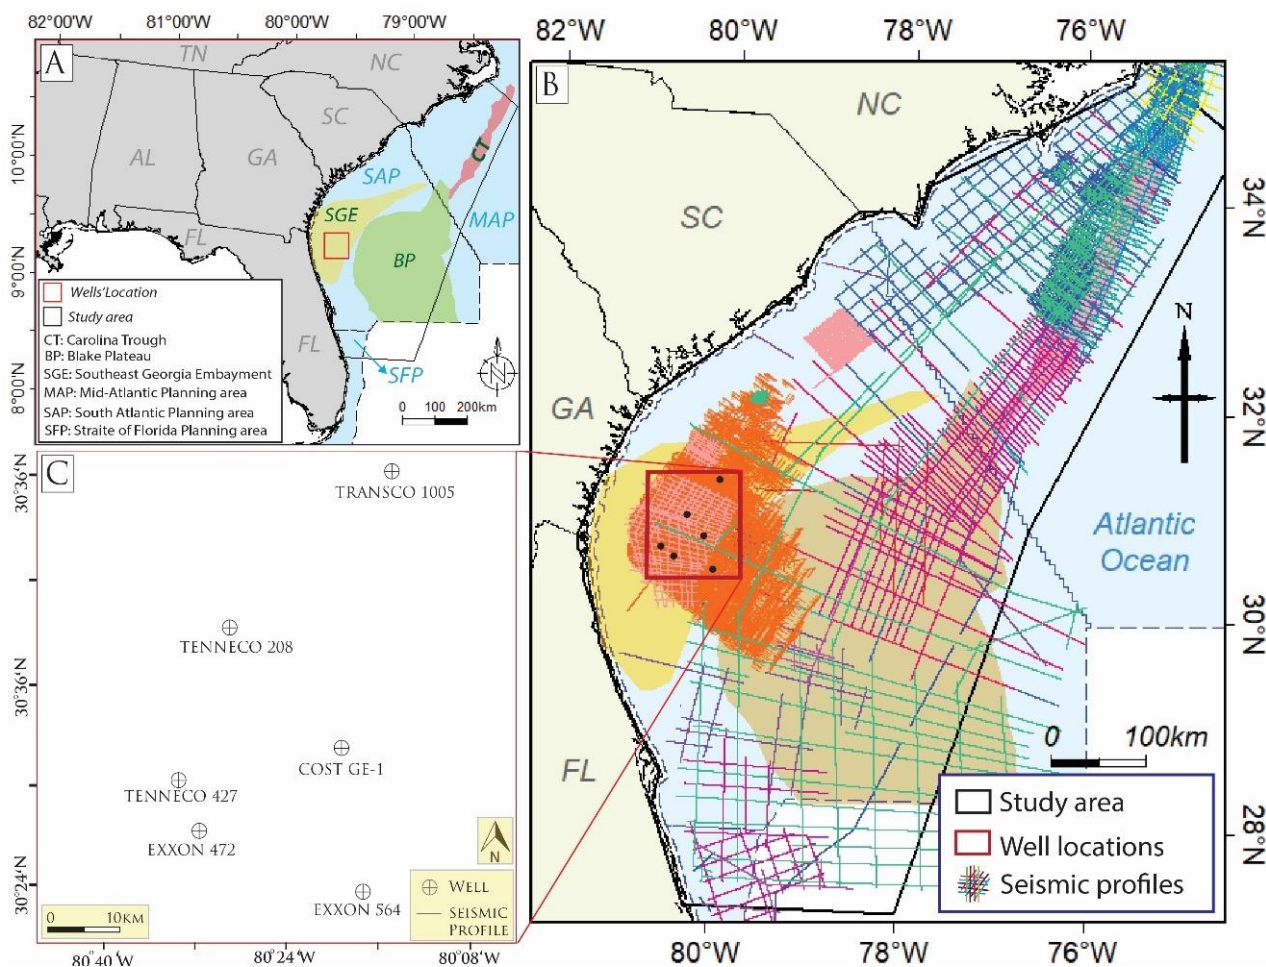 82°00'W 81°00'W 80°00'W 79°00'W
A
TN
NC
SC
AL
GA
CT
SAP
SGE
MAP
BP
FL
FL
SFP
10°00'N
9°00'N
8°00'N
Wells'Location
Study area
CT: Carolina Trough
BP: Blake Plateau
SGE: Southeast Georgia Embayment
MAP: Mid-Atlantic Planning area
SAP: South Atlantic Planning area
SFP: Straite of Florida Planning area
N
0 100 200km
82°W 80°W 78°W 76°W
B
NC
SC
GA
FL
34°N
32°N
30°N
28°N
N
Atlantic
Ocean
0 100km
Study area
Well locations
Seismic profiles
80°W 78°W 76°W
C
30°36'N
30°36'N
30°24'N
TRANSCO 1005
TENNECO 208
COST GE-1
TENNECO 427
EXXON 472
EXXON 564
N
WELL
SEISMIC
PROFILE
0 10KM
80°40'W 80°24'W 80°08'W